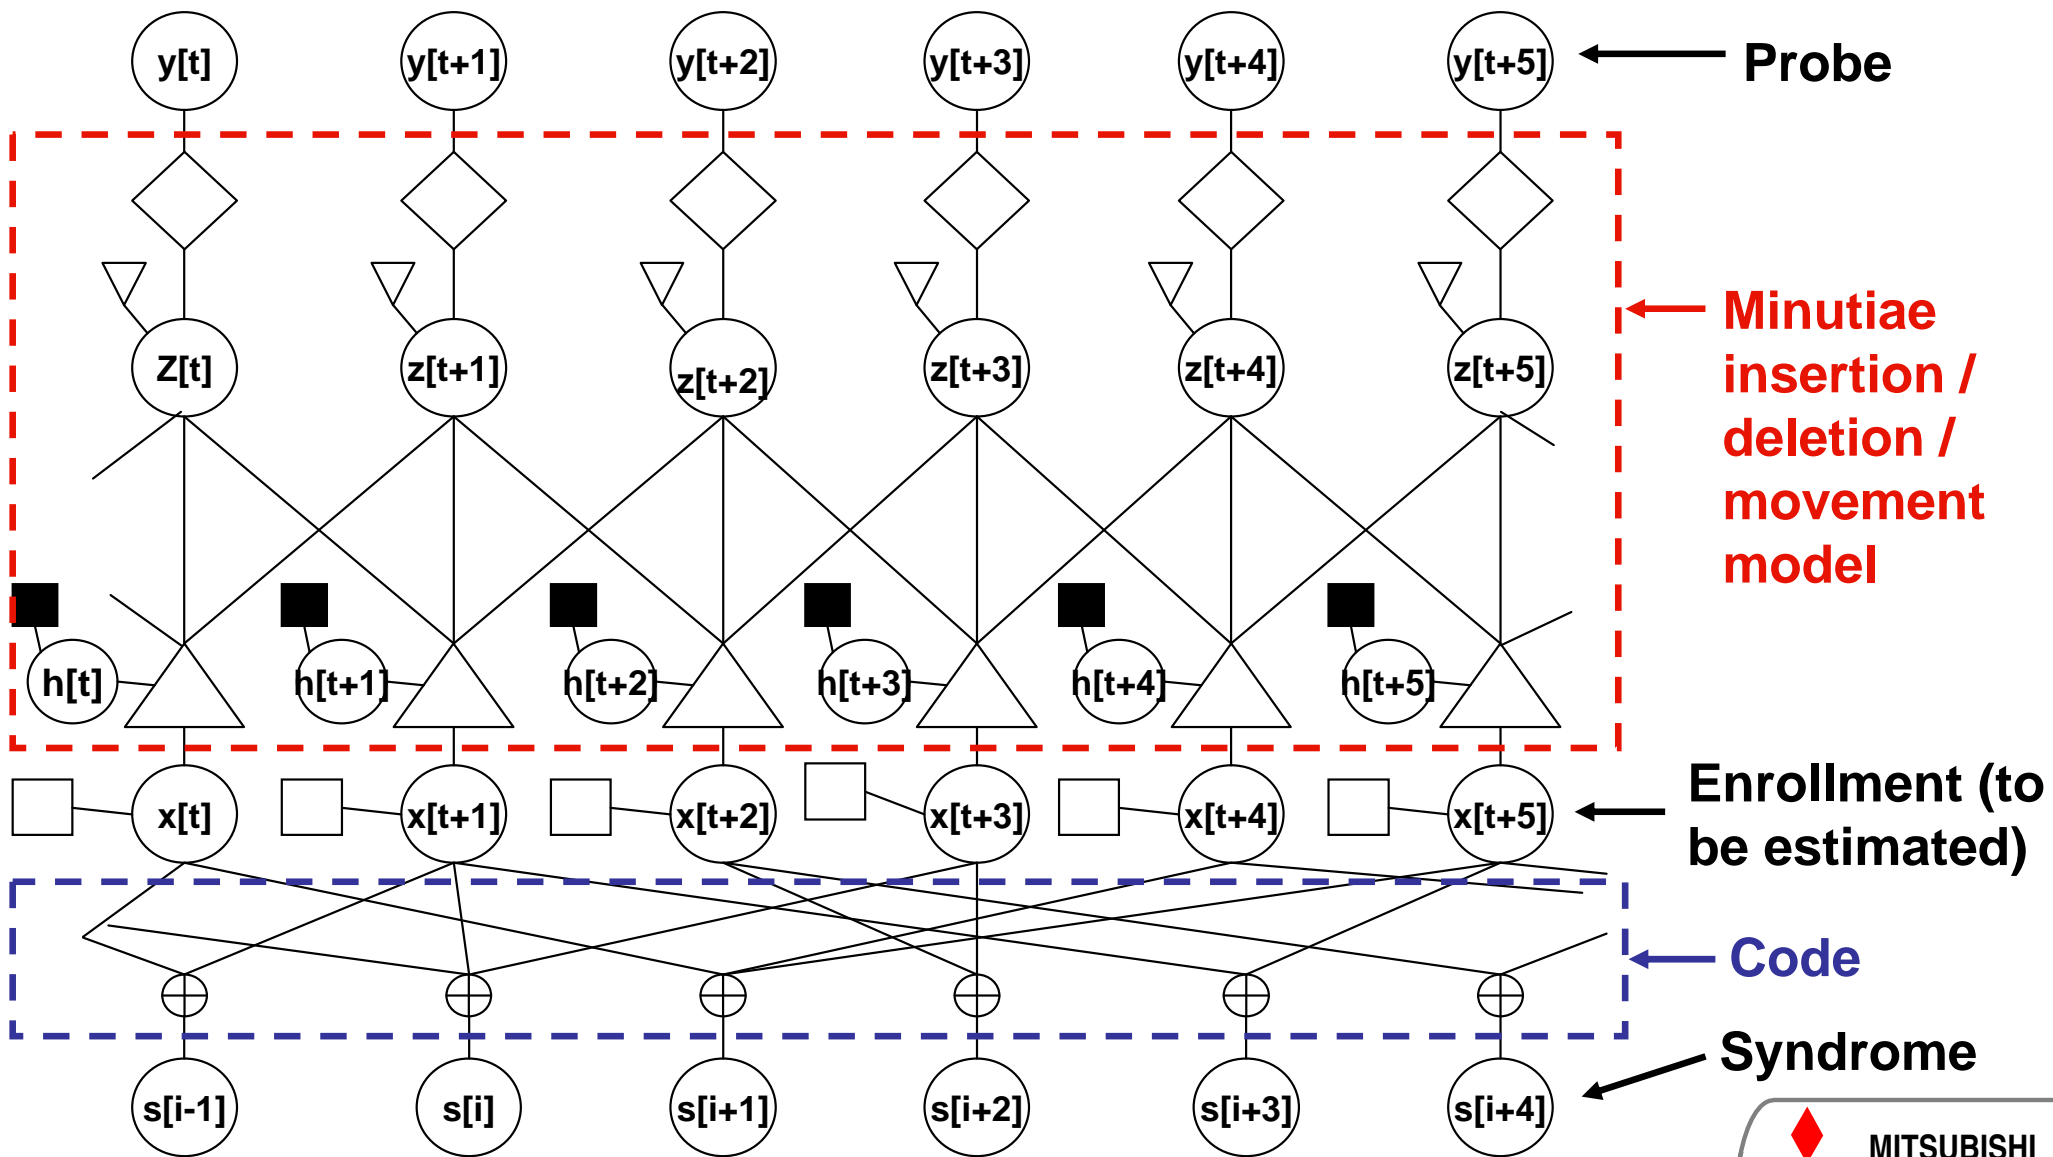 y[t] y[t+1] y[t+2] y[t+3] y[t+4] y[t+5] Probe
Z[t] z[t+1] z[t+2] z[t+3] z[t+4] z[t+5]
Minutiae
insertion /
deletion /
movement
model
h[t] h[t+1] h[t+2] h[t+3] h[t+4] h[t+5]
x[t] x[t+1] x[t+2] x[t+3] x[t+4] x[t+5]
Enrollment (to
be estimated)
Code
Syndrome
s[i-1] s[i] s[i+1] s[i+2] s[i+3] s[i+4]
MITSUBISHI